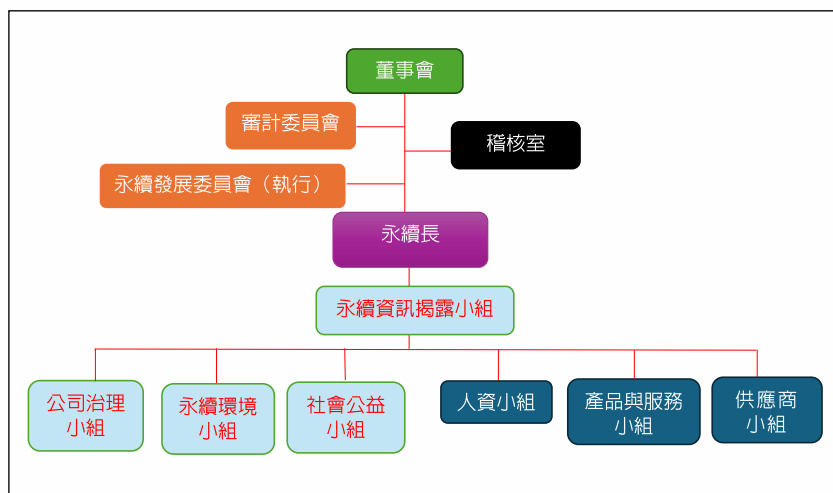 董事會
審計委員會
稽核室
永續發展委員會（執行）
永續長
永續資訊揭露小組
公司治理
小組
永續環境
小組
社會公益
小組
人資小組
產品與服務
小組
供應商
小組